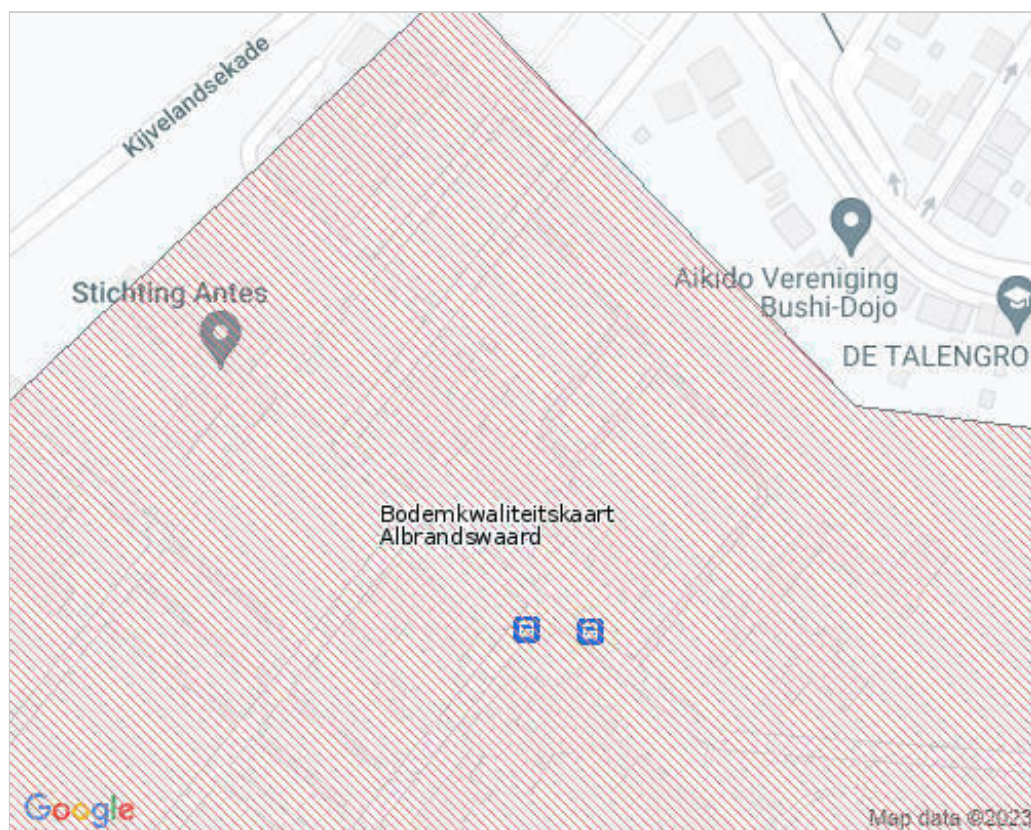 Kijvelandsekade
Stichting Antes
Aikido Vereniging
Bushi-Dojo
DE TALENGRO
Bodemkwaliteitskaart
Albrandswaard
Google
Map data ©2023